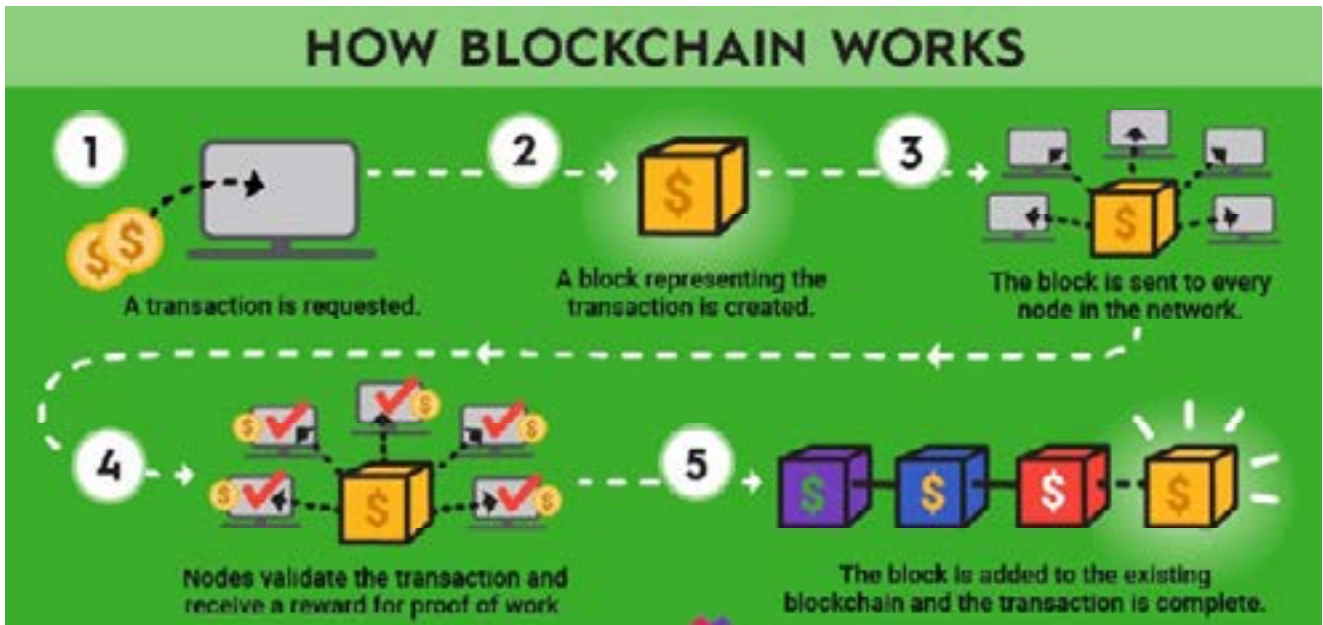 HOW BLOCKCHAIN WORKS
1
A transaction is requested.
2
A block representing the
transaction is created.
3
The block is sent to every
node in the network.
4
Nodes validate the transaction and
receive a reward for proof of work
5
The block is added to the existing
blockchain and the transaction is complete.
$
$
$
$
$
$
$
$
$
$
$
$
$
$